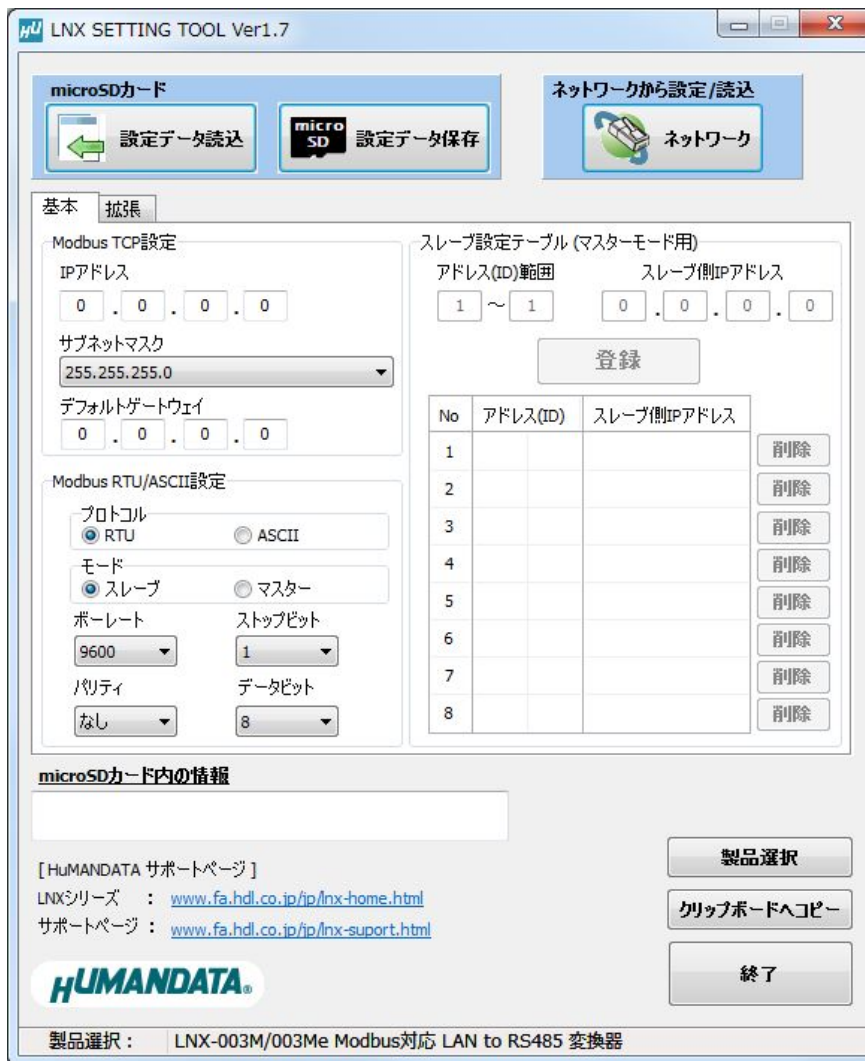 LNX SETTING TOOL Ver1.7
microSDカード
設定データ読込
micro SD
設定データ保存
ネットワークから設定/読込
ネットワーク
基本
拡張
Modbus TCP設定
IPアドレス
0 . 0 . 0 . 0
サブネットマスク
255.255.255.0
デフォルトゲートウェイ
0 . 0 . 0 . 0
Modbus RTU/ASCII設定
プロトコル
RTU ASCII
モード
スレーブ マスター
ボーレート ストップビット
9600 1
パリティ データビット
なし 8
スレーブ設定テーブル (マスターモード用)
アドレス(ID)範囲 スレーブ側IPアドレス
1 ~ 1 0 . 0 . 0 . 0
登録
No アドレス(ID) スレーブ側IPアドレス
1 削除
2 削除
3 削除
4 削除
5 削除
6 削除
7 削除
8 削除
microSDカード内の情報
[ HuMANDATA サポートページ ]
LNXシリーズ : www.fa.hdl.co.jp/jp/lnx-home.html
サポートページ : www.fa.hdl.co.jp/jp/lnx-suport.html
HUMANDATA®
製品選択
クリップボードへコピー
終了
製品選択 : LNX-003M/003Me Modbus対応 LAN to RS485 変換器